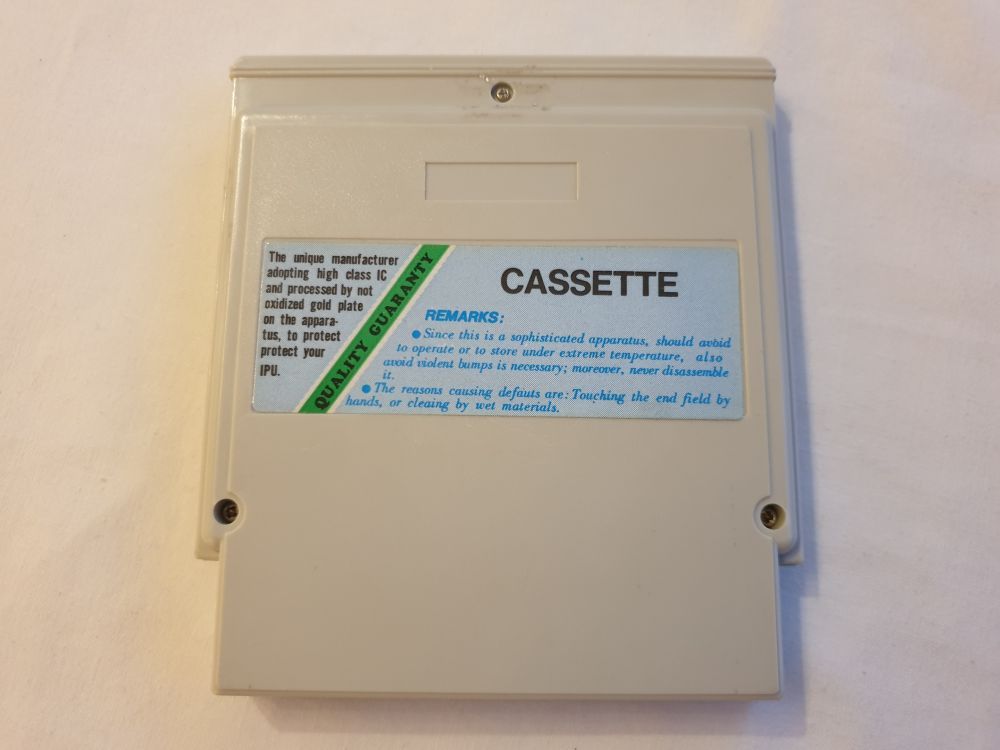 The unique manufacturer
adopting high class IC
and processed by not
oxidized gold plate
on the appara-
tus, to protect
protect your
IPU.
QUALITY GUARANTY
CASSETTE
REMARKS:
● Since this is a sophisticated apparatus, should avoid
to operate or to store under extreme temperature, also
avoid violent bumps is necessary; moreover, never disassemble
it.
● The reasons causing defauts are: Touching the end field by
hands, or cleaing by wet materials.